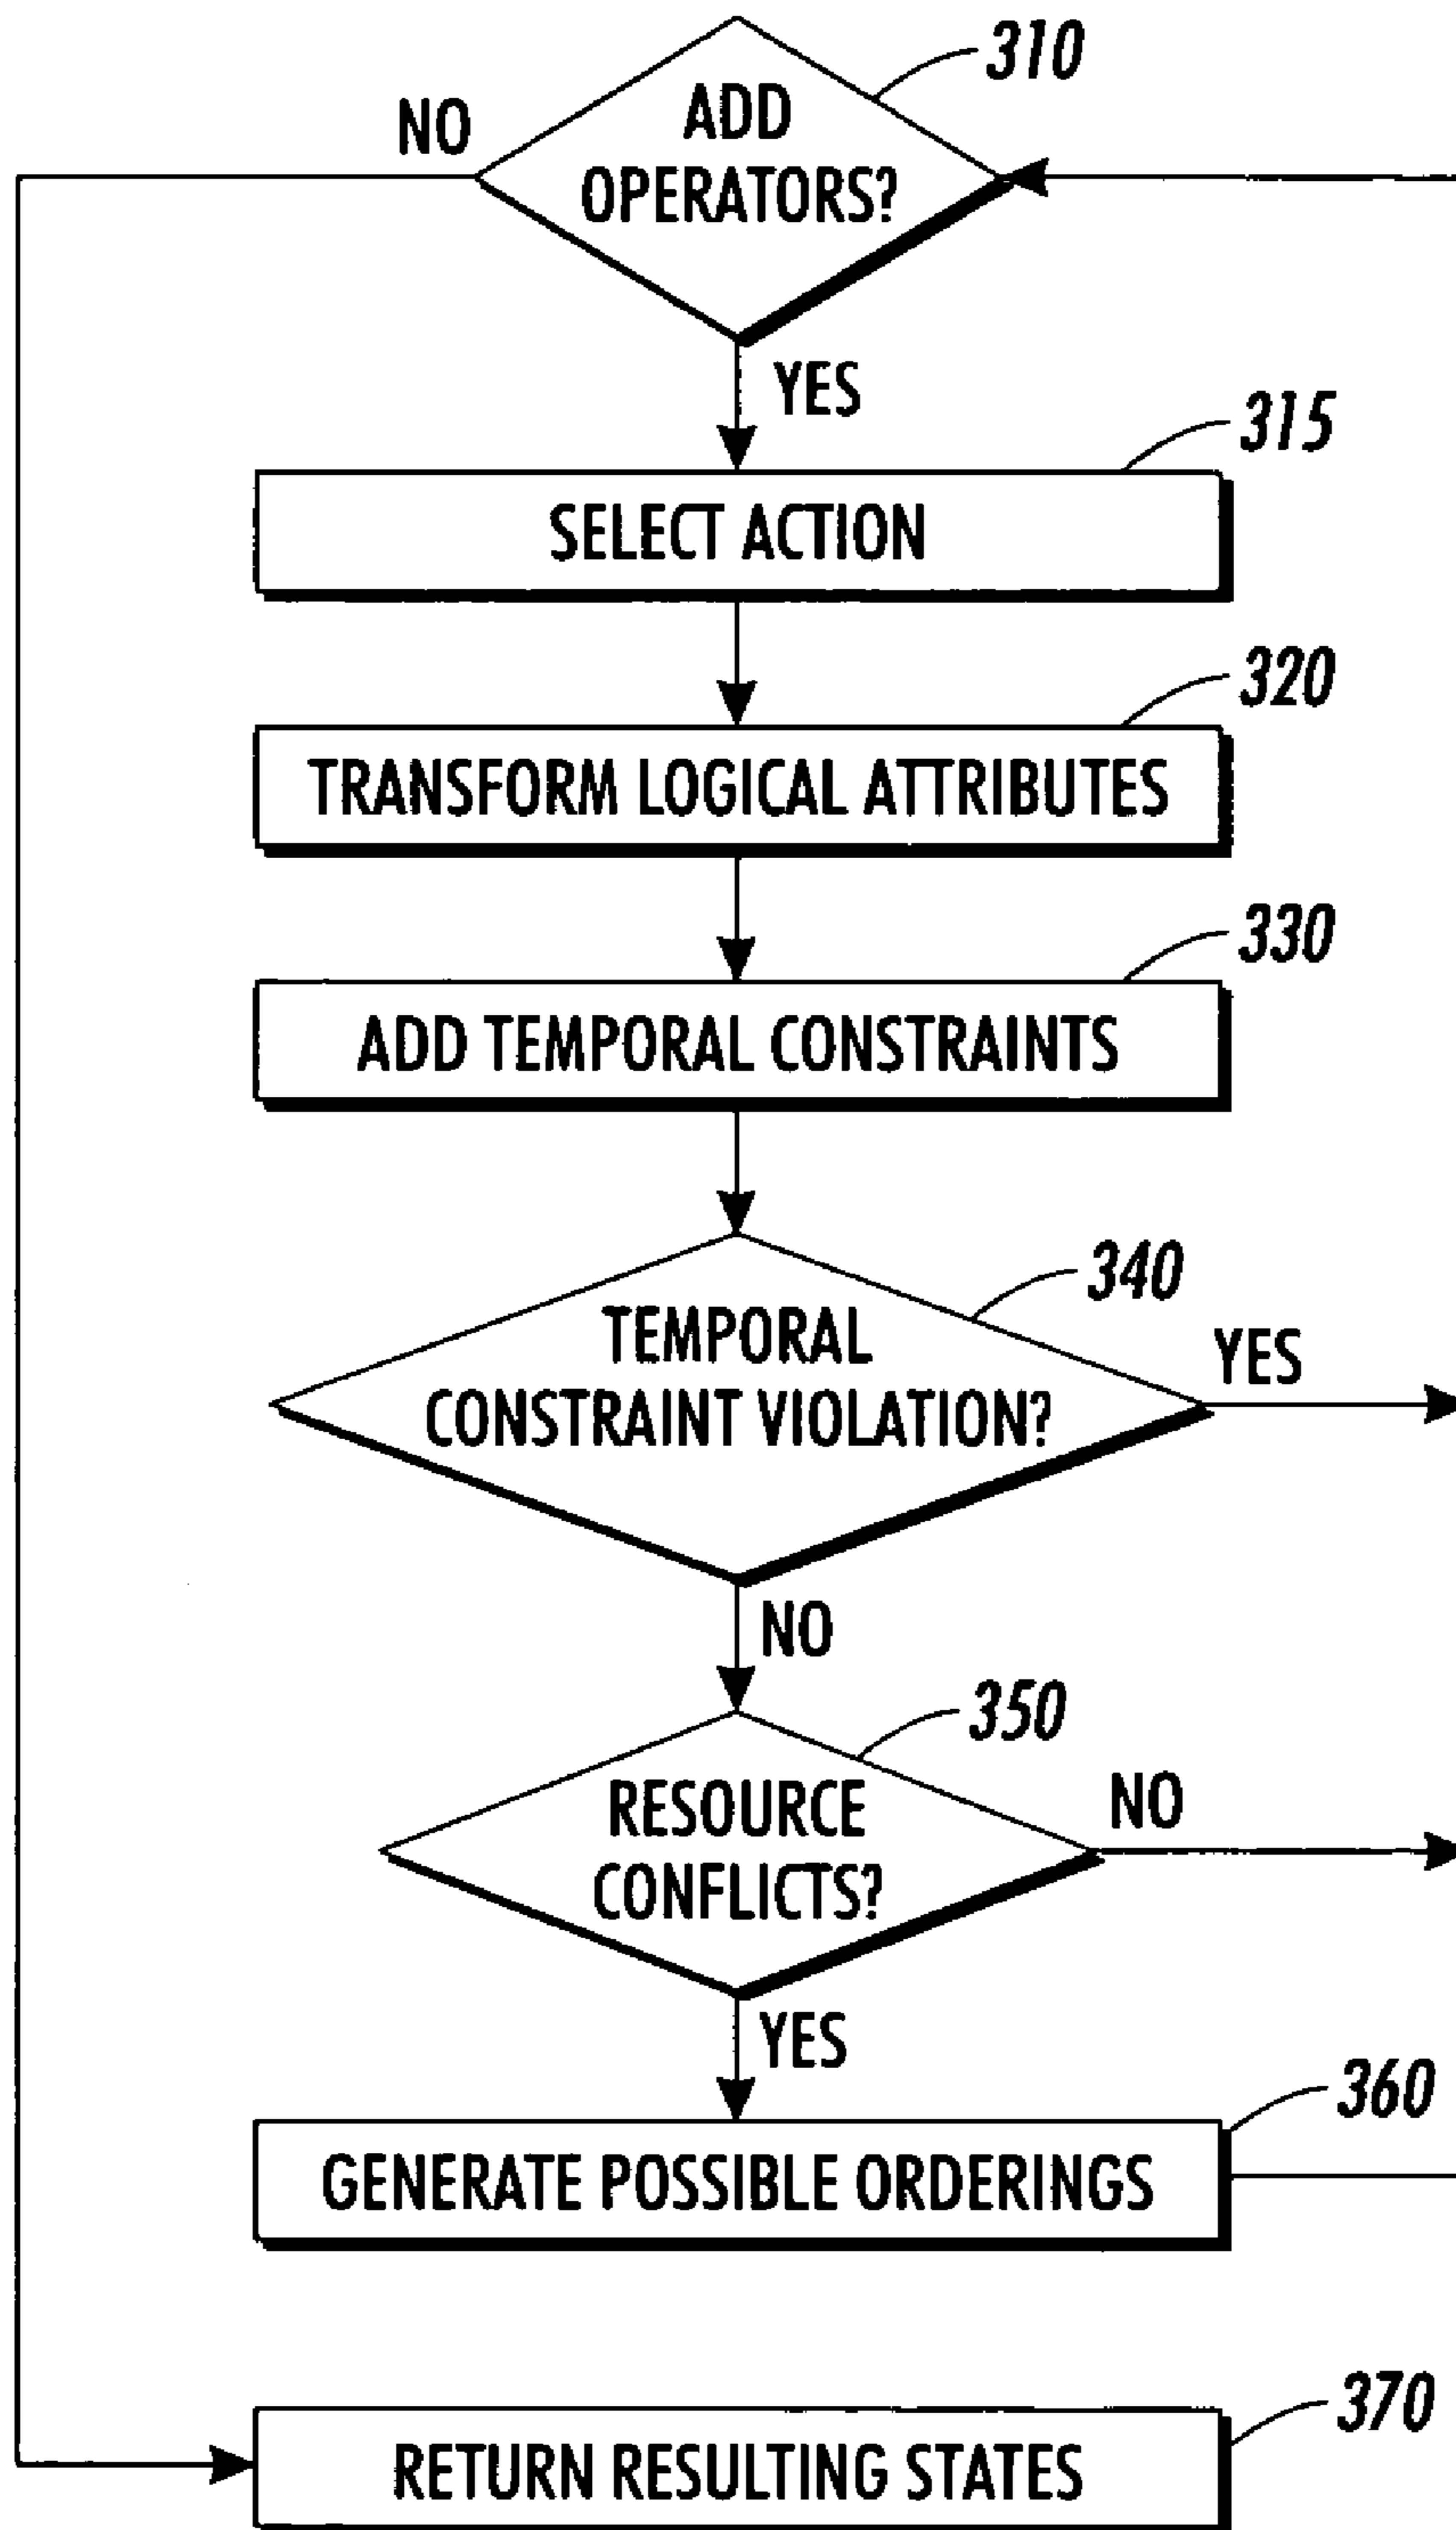 310
NO
ADD
OPERATORS?
YES
315
SELECT ACTION
320
TRANSFORM LOGICAL ATTRIBUTES
330
ADD TEMPORAL CONSTRAINTS
340
TEMPORAL
CONSTRAINT VIOLATION?
YES
NO
350
RESOURCE
CONFLICTS?
NO
YES
360
GENERATE POSSIBLE ORDERINGS
370
RETURN RESULTING STATES